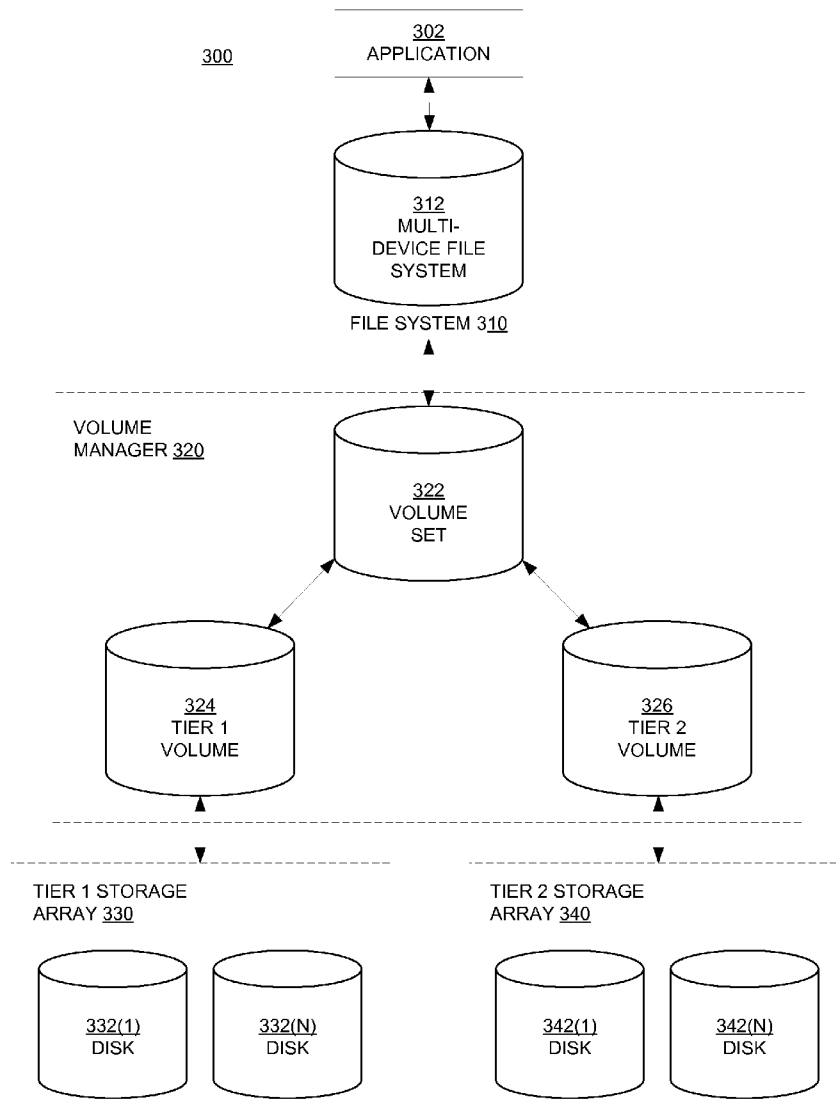 302
APPLICATION
300
312
MULTI-
DEVICE FILE
SYSTEM
FILE SYSTEM 310
VOLUME
MANAGER 320
322
VOLUME
SET
324
TIER 1
VOLUME
326
TIER 2
VOLUME
TIER 1 STORAGE
ARRAY 330
TIER 2 STORAGE
ARRAY 340
332(1)
DISK
332(N)
DISK
342(1)
DISK
342(N)
DISK